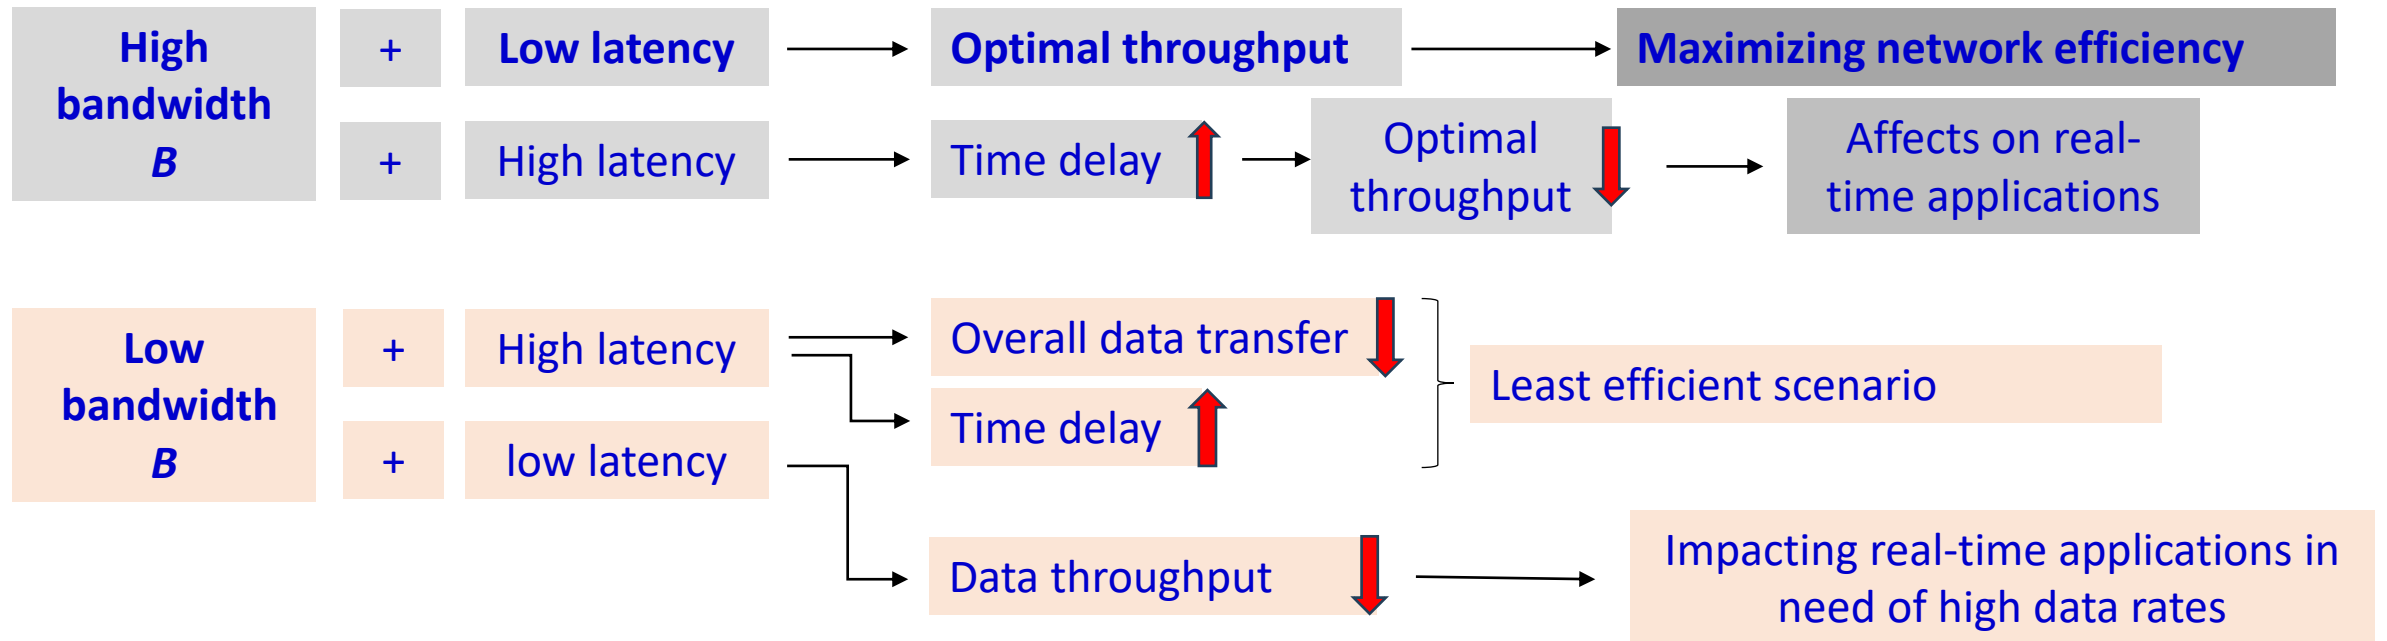 High
bandwidth
B
+
Low latency
Optimal throughput
Maximizing network efficiency
+
High latency
Time delay
Optimal
throughput
Affects on real-
time applications
Low
bandwidth
B
+
High latency
Overall data transfer
Time delay
Least efficient scenario
+
low latency
Data throughput
Impacting real-time applications in
need of high data rates